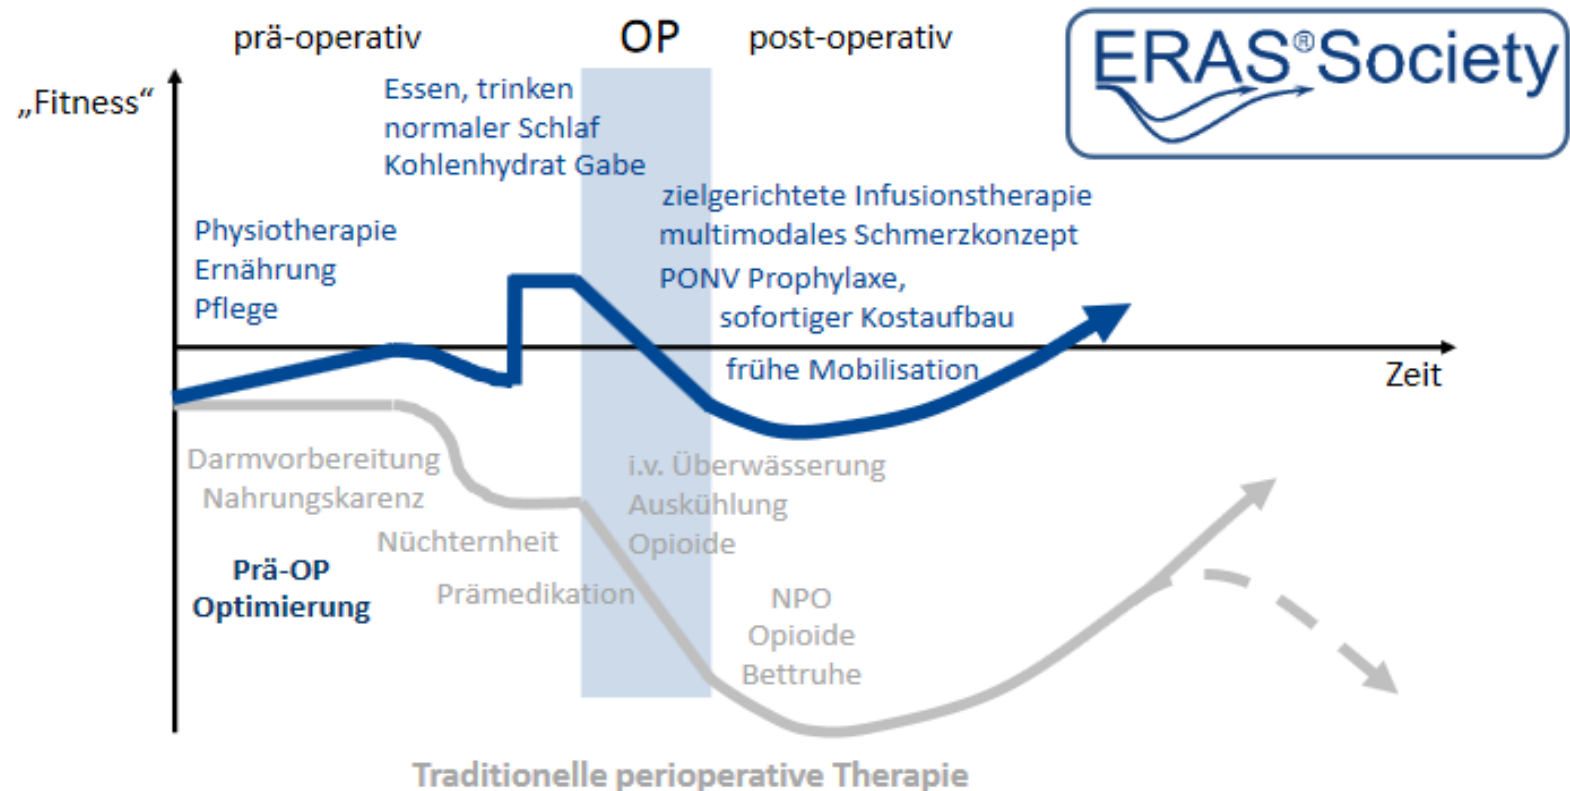 prä-operativ
OP
post-operativ
ERAS®Society
„Fitness“
Essen, trinken
normaler Schlaf
Kohlenhydrat Gabe
zielgerichtete Infusionstherapie
multimodales Schmerzkonzept
PONV Prophylaxe,
sofortiger Kostaufbau
frühe Mobilisation
Physiotherapie
Ernährung
Pflege
Zeit
Darmvorbereitung
Nahrungskarenz
Nüchternheit
Prämedikation
i.v. Überwässerung
Auskühlung
Opioide
Prä-OP
Optimierung
NPO
Opioide
Bettruhe
Traditionelle perioperative Therapie